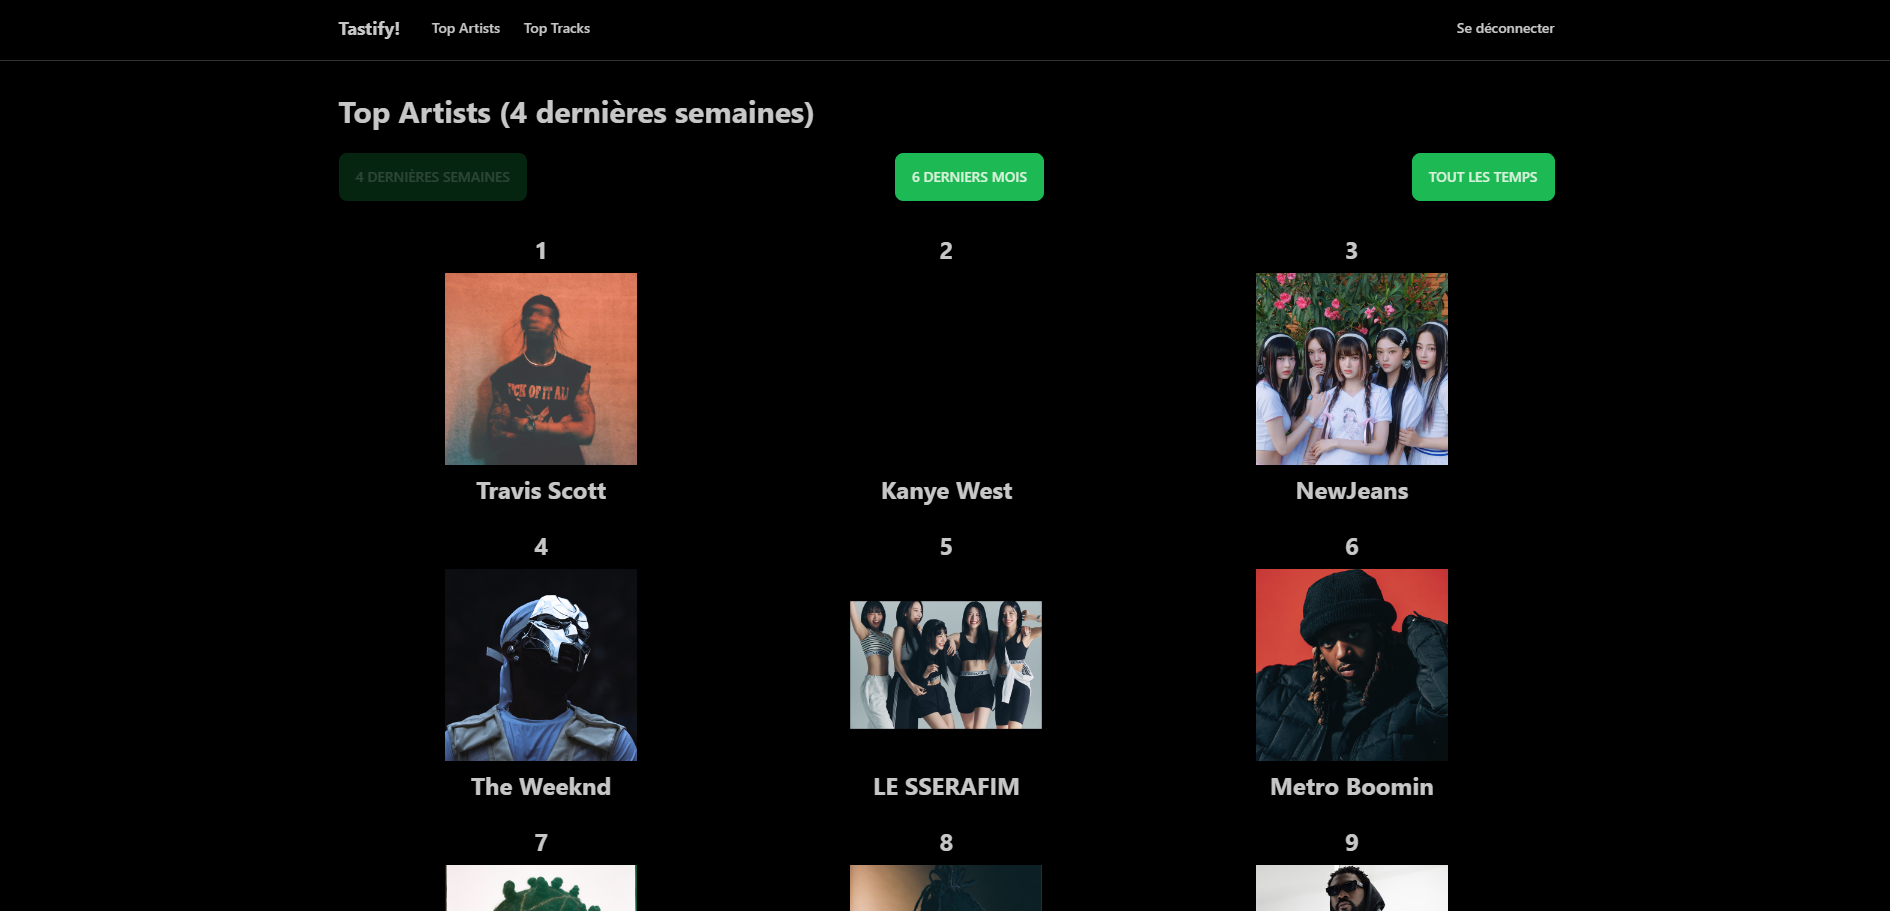 Tastify! Top Artists Top Tracks Se déconnecter
Top Artists (4 dernières semaines)
4 DERNIÈRES SEMAINES 6 DERNIERS MOIS TOUT LES TEMPS
1 2 3
OF IT ALL
Travis Scott Kanye West NewJeans
4 5 6
The Weeknd LE SSERAFIM Metro Boomin
7 8 9